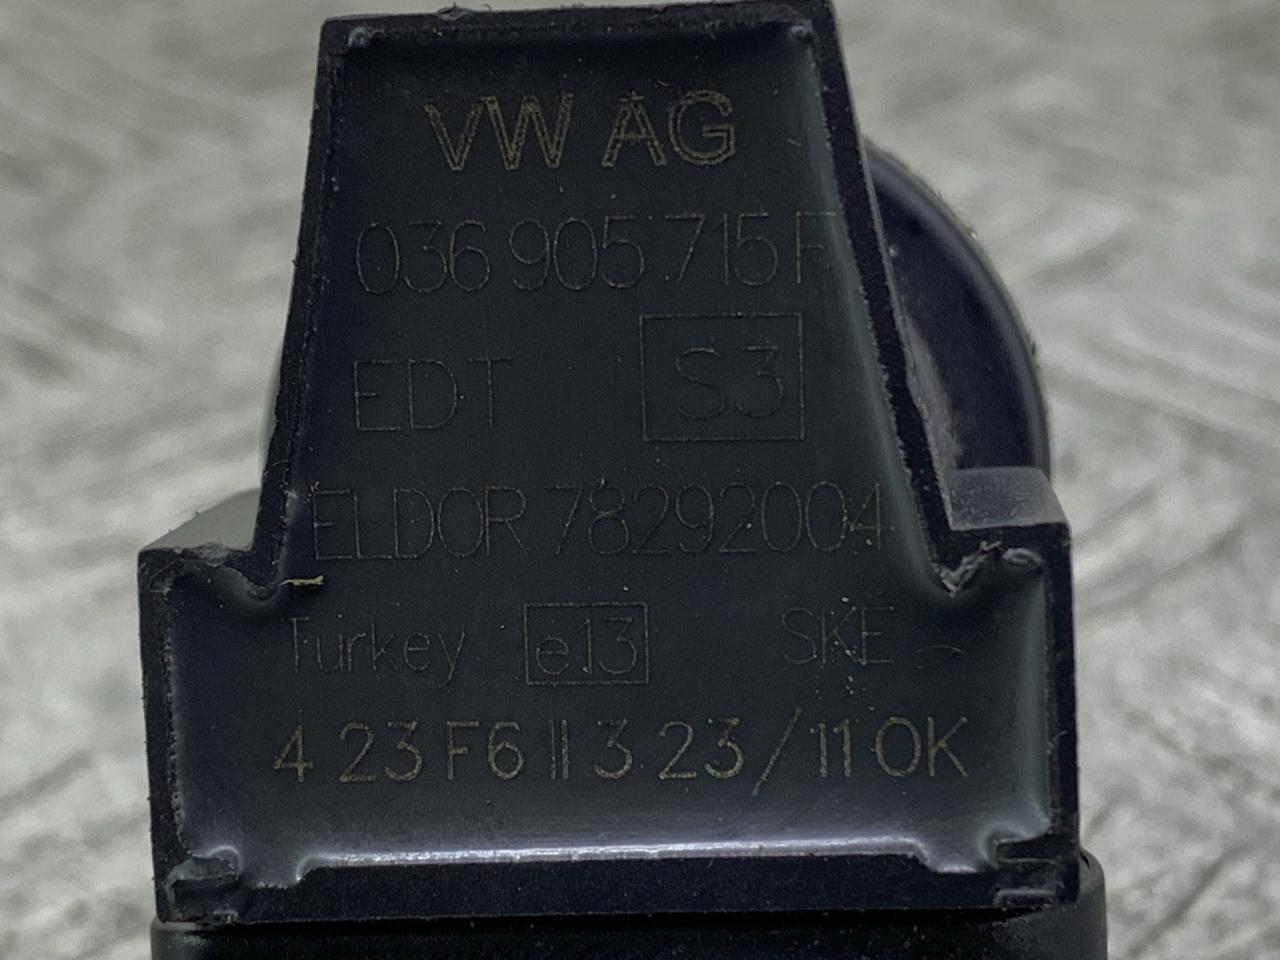 VW AG
036 905 715 F
EDT S3
ELDOR 78292004
Turkey e13 SKE
4 23 F6 II 3 23/11 OK